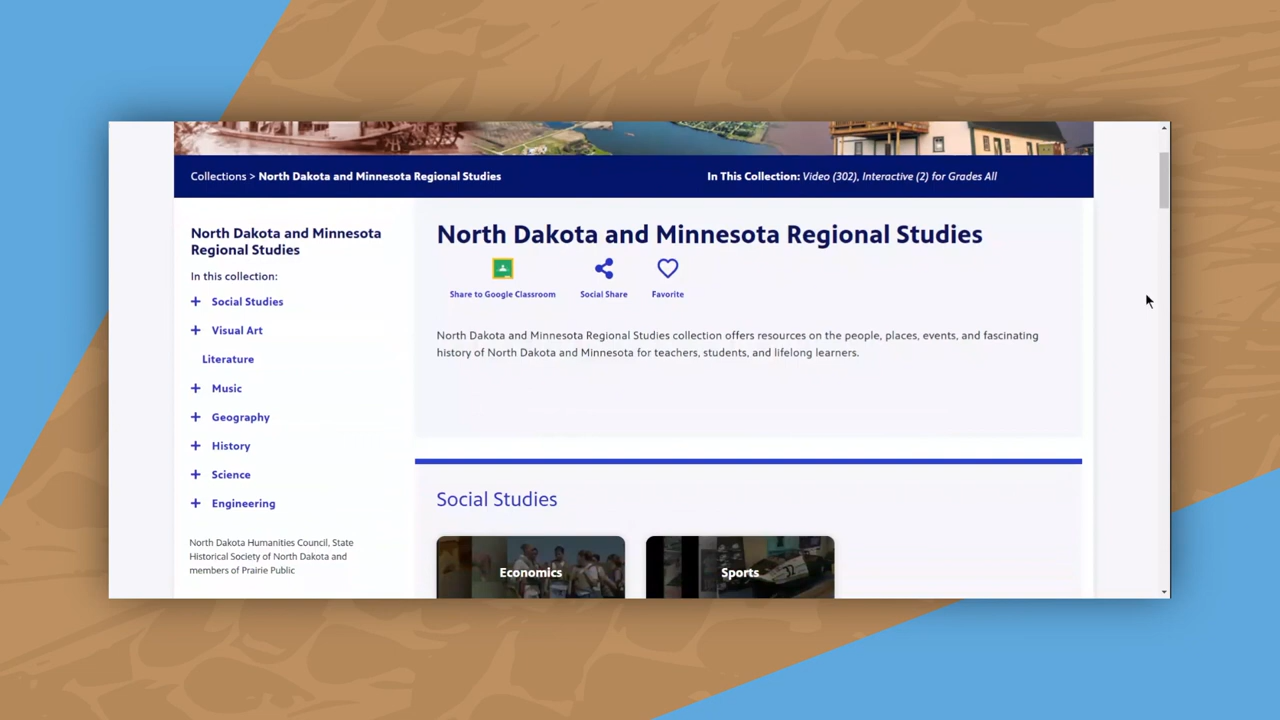 Collections > North Dakota and Minnesota Regional Studies
In This Collection: Video (302), Interactive (2) for Grades All
North Dakota and Minnesota
Regional Studies
In this collection:
+ Social Studies
+ Visual Art
Literature
+ Music
+ Geography
+ History
+ Science
+ Engineering
North Dakota Humanities Council, State
Historical Society of North Dakota and
members of Prairie Public
North Dakota and Minnesota Regional Studies
Share to Google Classroom
Social Share
Favorite
North Dakota and Minnesota Regional Studies collection offers resources on the people, places, events, and fascinating
history of North Dakota and Minnesota for teachers, students, and lifelong learners.
Social Studies
Economics
Sports
32